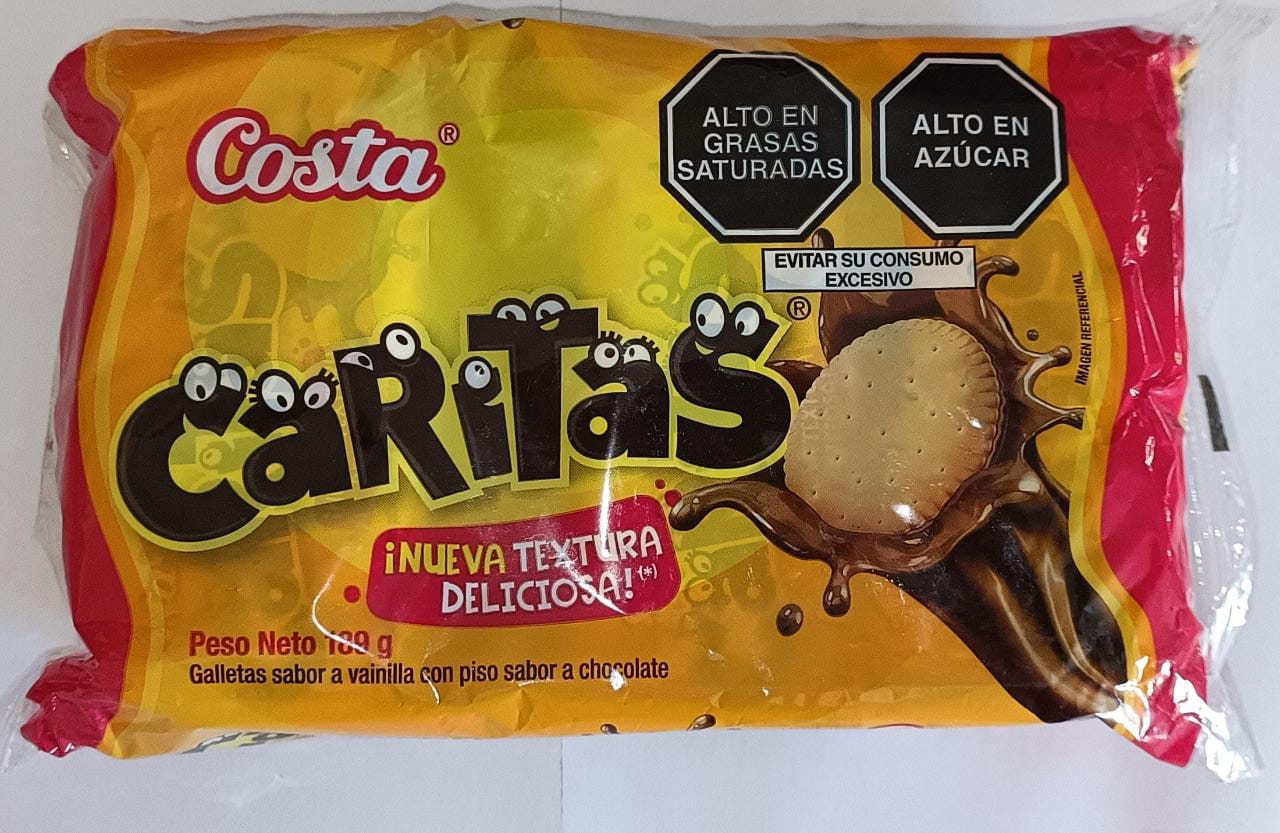 Costa®
ALTO EN
GRASAS
SATURADAS
ALTO EN
AZÚCAR
EVITAR SU CONSUMO
EXCESIVO
CaRiTas®
IMAGEN REFERENCIAL
¡NUEVA TEXTURA
DELICIOSA!(*)
Peso Neto 189 g
Galletas sabor a vainilla con piso sabor a chocolate